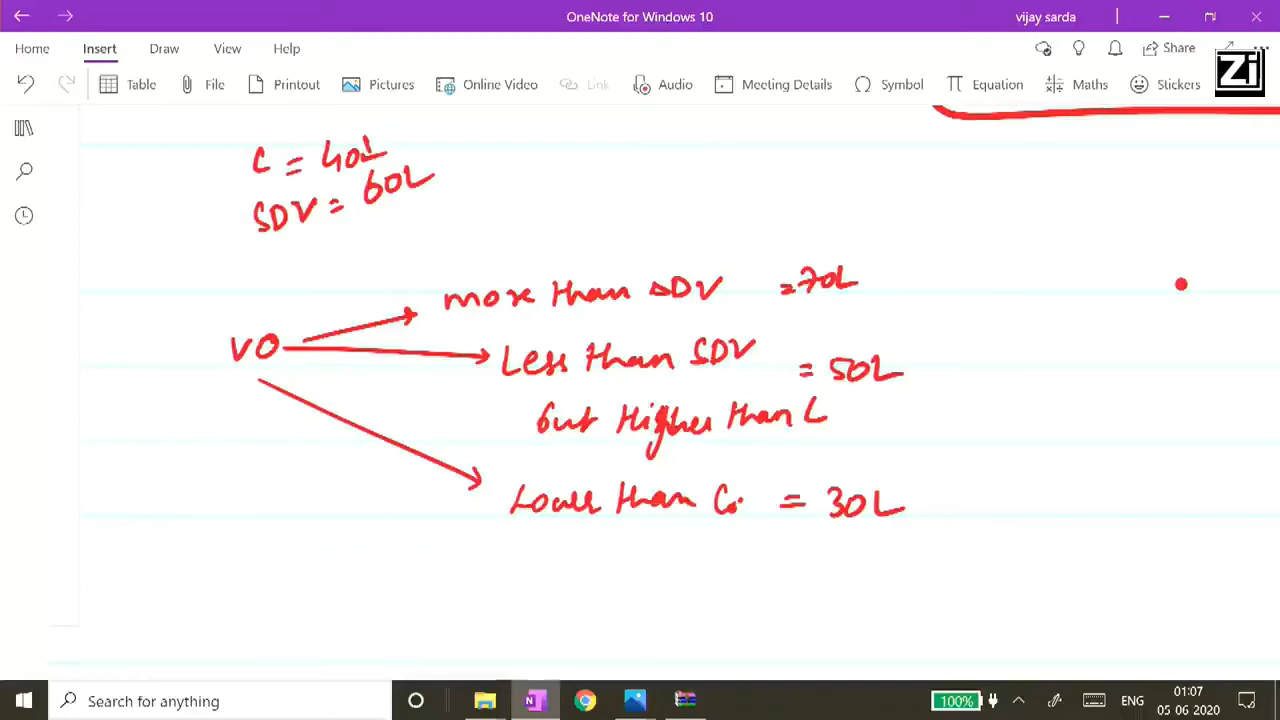 OneNote for Windows 10
vijay sarda
Home Insert Draw View Help
Share
Table File Printout Pictures Online Video Link Audio Meeting Details Symbol Equation Maths Stickers
Zi
C = 40L
SDV = 60L
more than SDV = 70L
VO
Less than SDV = 50L
but Higher than C
Lower than C. = 30L
Search for anything
100%
ENG
01:07
05-06-2020